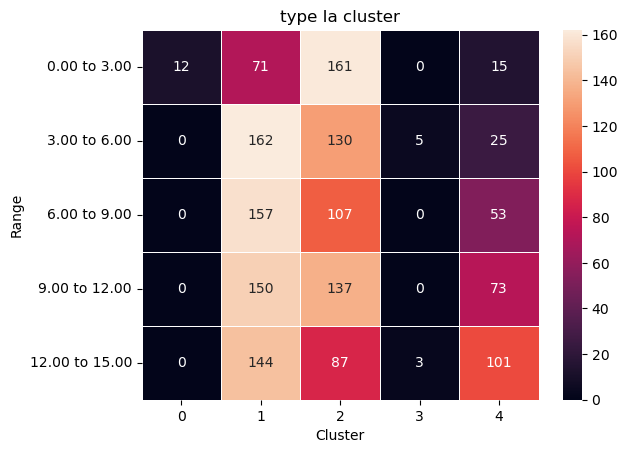 type Ia cluster
Range
0.00 to 3.00 12 71 161 0 15
3.00 to 6.00 0 162 130 5 25
6.00 to 9.00 0 157 107 0 53
9.00 to 12.00 0 150 137 0 73
12.00 to 15.00 0 144 87 3 101
0 1 2 3 4
Cluster
160
140
120
100
80
60
40
20
0